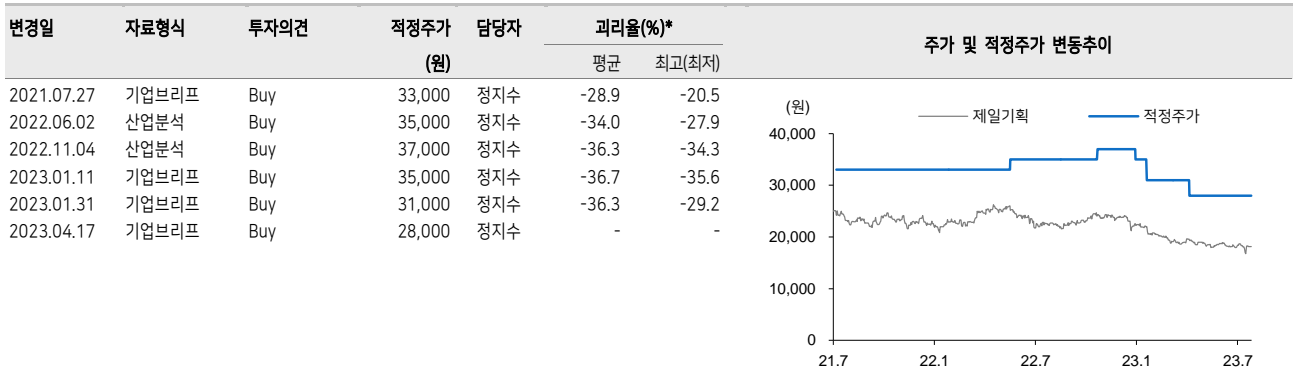 변경일 자료형식 투자의견 적정주가 담당자 괴리율(%)*
(원) 평균 최고(최저)
2021.07.27 기업브리프 Buy 33,000 정지수 -28.9 -20.5
2022.06.02 산업분석 Buy 35,000 정지수 -34.0 -27.9
2022.11.04 산업분석 Buy 37,000 정지수 -36.3 -34.3
2023.01.11 기업브리프 Buy 35,000 정지수 -36.7 -35.6
2023.01.31 기업브리프 Buy 31,000 정지수 -36.3 -29.2
2023.04.17 기업브리프 Buy 28,000 정지수 - -
주가 및 적정주가 변동추이
(원)
제일기획 적정주가
40,000
30,000
20,000
10,000
0
21.7 22.1 22.7 23.1 23.7